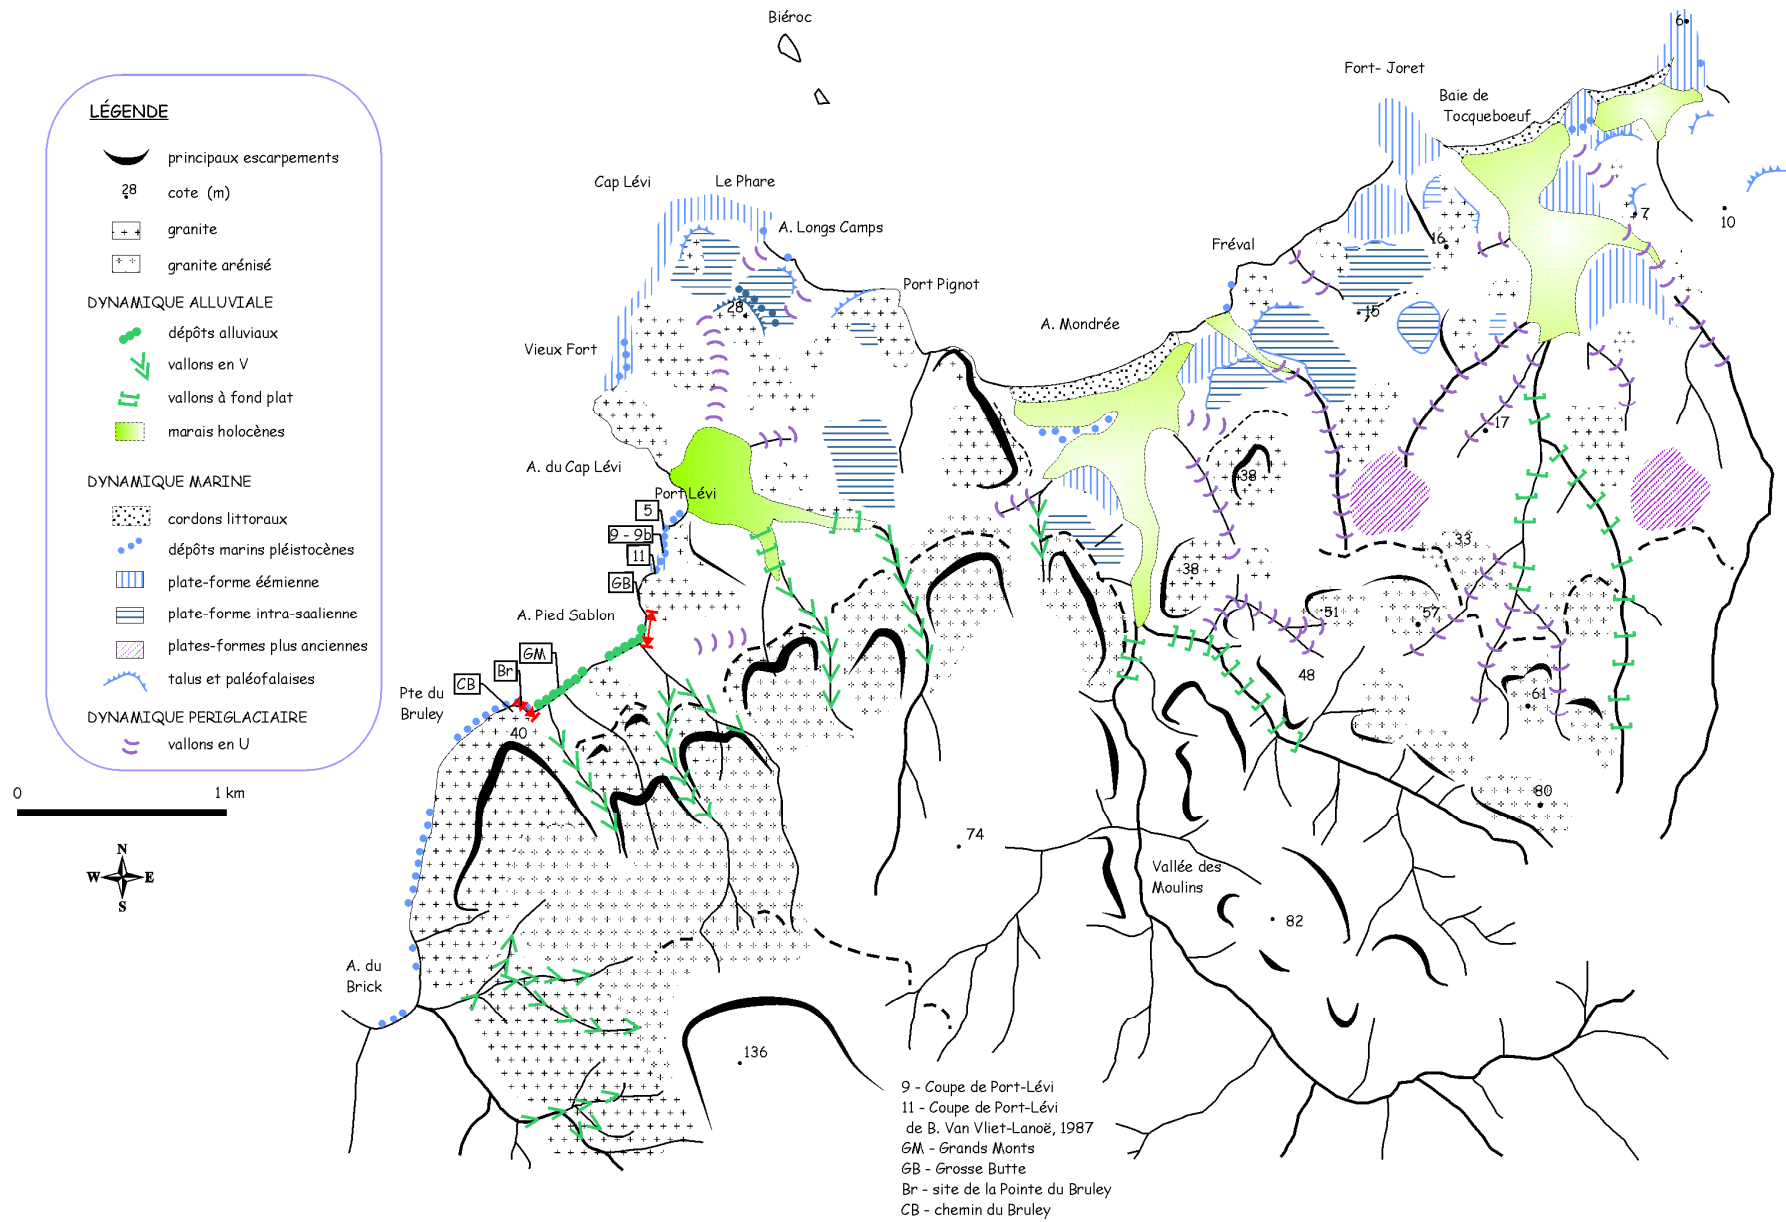 Biéroc
6
Fort- Joret
Baie de
Tocqueboeuf
LÉGENDE
principaux escarpements
28
cote (m)
granite
granite arénisé
DYNAMIQUE ALLUVIALE
dépôts alluviaux
vallons en V
vallons à fond plat
marais holocènes
DYNAMIQUE MARINE
cordons littoraux
dépôts marins pléistocènes
plate-forme éémienne
plate-forme intra-saalienne
plates-formes plus anciennes
talus et paléofalaises
DYNAMIQUE PERIGLACIAIRE
vallons en U
0
1 km
N
W
E
S
Cap Lévi
Le Phare
A. Longs Camps
7
10
16
Fréval
Port Pignot
28
15
A. Mondrée
Vieux Fort
17
A. du Cap Lévi
38
Port Lévi
5
9 - 9b
33
11
38
GB
A. Pied Sablon
51
57
GM
Br
CB
48
61
Pte du
Bruley
40
80
74
Vallée des
Moulins
82
A. du
Brick
136
9 - Coupe de Port-Lévi
11 - Coupe de Port-Lévi
de B. Van Vliet-Lanoë, 1987
GM - Grands Monts
GB - Grosse Butte
Br - site de la Pointe du Bruley
CB - chemin du Bruley